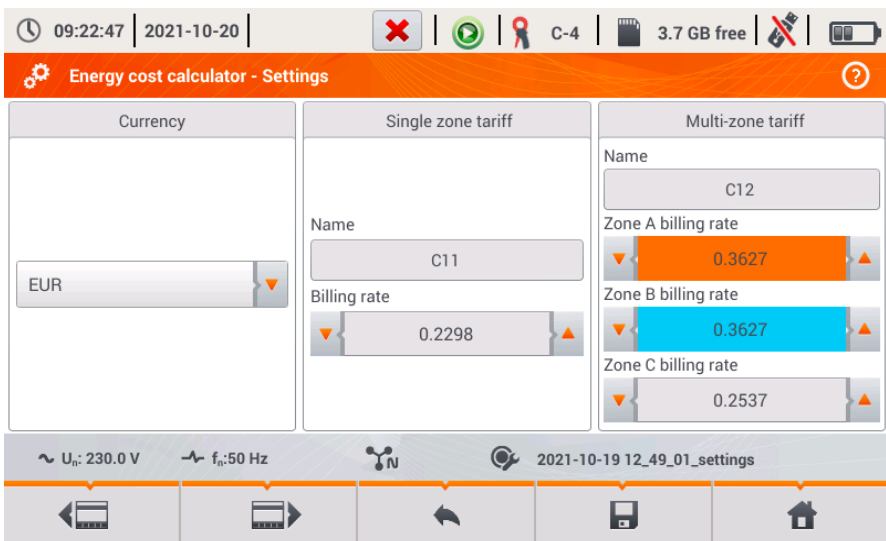 09:22:47 2021-10-20 C-4 3.7 GB free
Energy cost calculator - Settings ?
Currency
EUR
Single zone tariff
Name
C11
Billing rate
0.2298
Multi-zone tariff
Name
C12
Zone A billing rate
0.3627
Zone B billing rate
0.3627
Zone C billing rate
0.2537
Un: 230.0 V fn:50 Hz N 2021-10-19 12_49_01_settings